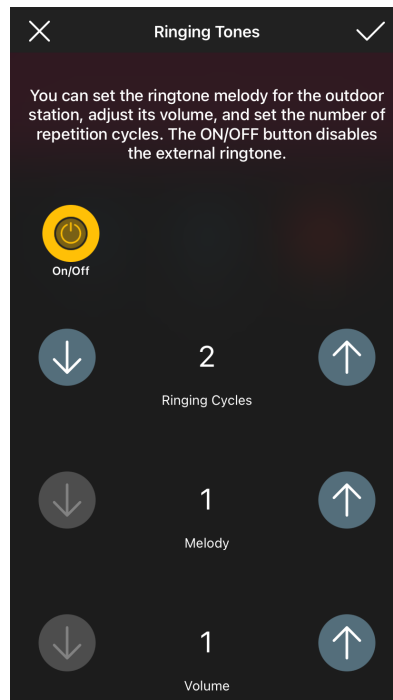 Ringing Tones
You can set the ringtone melody for the outdoor
station, adjust its volume, and set the number of
repetition cycles. The ON/OFF button disables
the external ringtone.
On/Off
2
Ringing Cycles
1
Melody
1
Volume